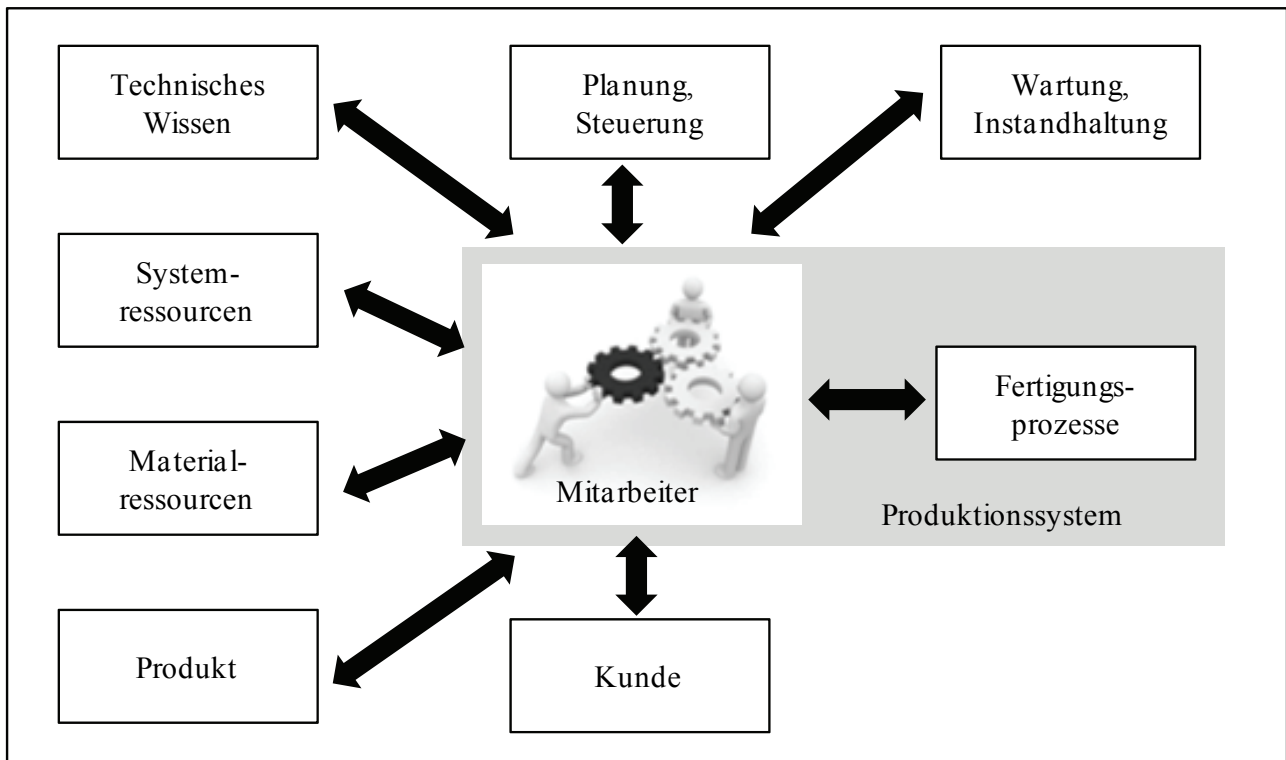 Technisches
Wissen
Planung,
Steuerung
Wartung,
Instandhaltung
System-
ressourcen
Material-
ressourcen
Mitarbeiter
Fertigungs-
prozesse
Produktionssystem
Produkt
Kunde